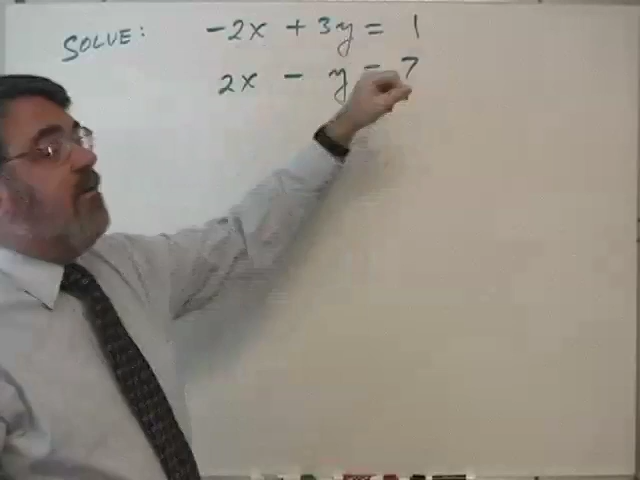 SOLVE: -2x + 3y = 1
2x - y = 7